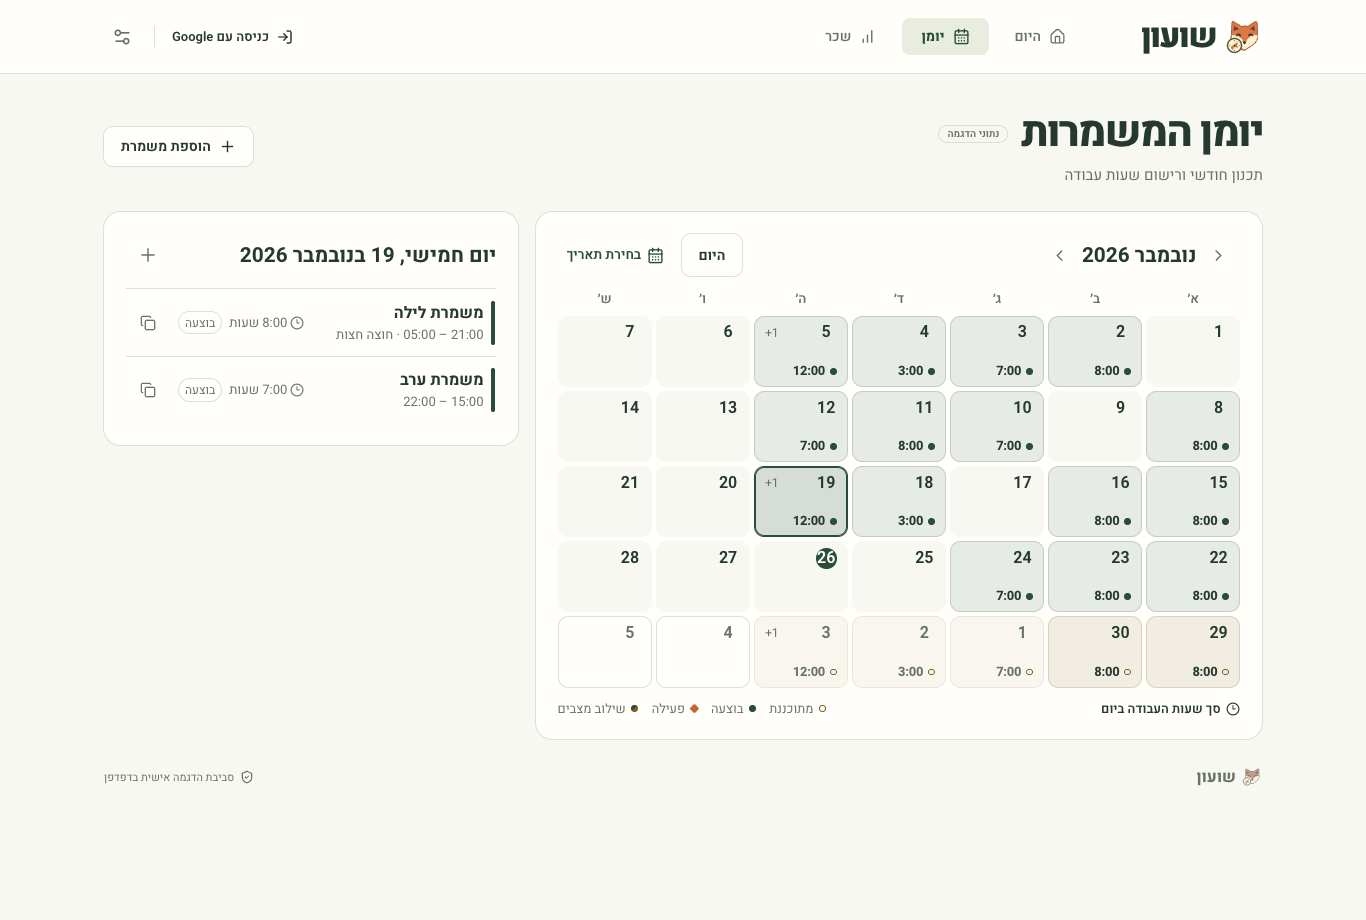 שועון
היום
יומן
שכר
כניסה עם Google
יומן המשמרות
נתוני הדגמה
תכנון חודשי ורישום שעות עבודה
הוספת משמרת
נובמבר 2026
היום
בחירת תאריך
א׳ ב׳ ג׳ ד׳ ה׳ ו׳ ש׳
1 2 3 4 5 +1 6 7
8:00 7:00 3:00 12:00
8 9 10 11 12 13 14
8:00 7:00 8:00 7:00
15 16 17 18 19 +1 20 21
8:00 8:00 3:00 12:00
22 23 24 25 26 27 28
8:00 8:00 7:00
29 30 1 2 3 +1 4 5
8:00 8:00 7:00 3:00 12:00
סך שעות העבודה ביום
מתוכננת
בוצעה
פעילה
שילוב מצבים
יום חמישי, 19 בנובמבר 2026
משמרת לילה
21:00 – 05:00 · חוצה חצות
8:00 שעות
בוצעה
משמרת ערב
15:00 – 22:00
7:00 שעות
בוצעה
שועון
סביבת הדגמה אישית בדפדפן